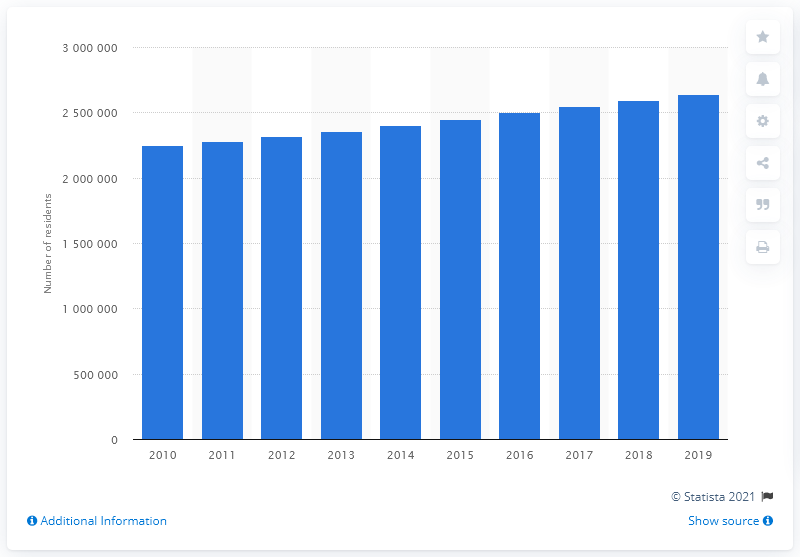 3 000 000
2 500 000
2 000 000
1 500 000
1 000 000
500 000
0
Number of residents
2010 2011 2012 2013 2014 2015 2016 2017 2018 2019
© Statista 2021
Additional Information
Show source